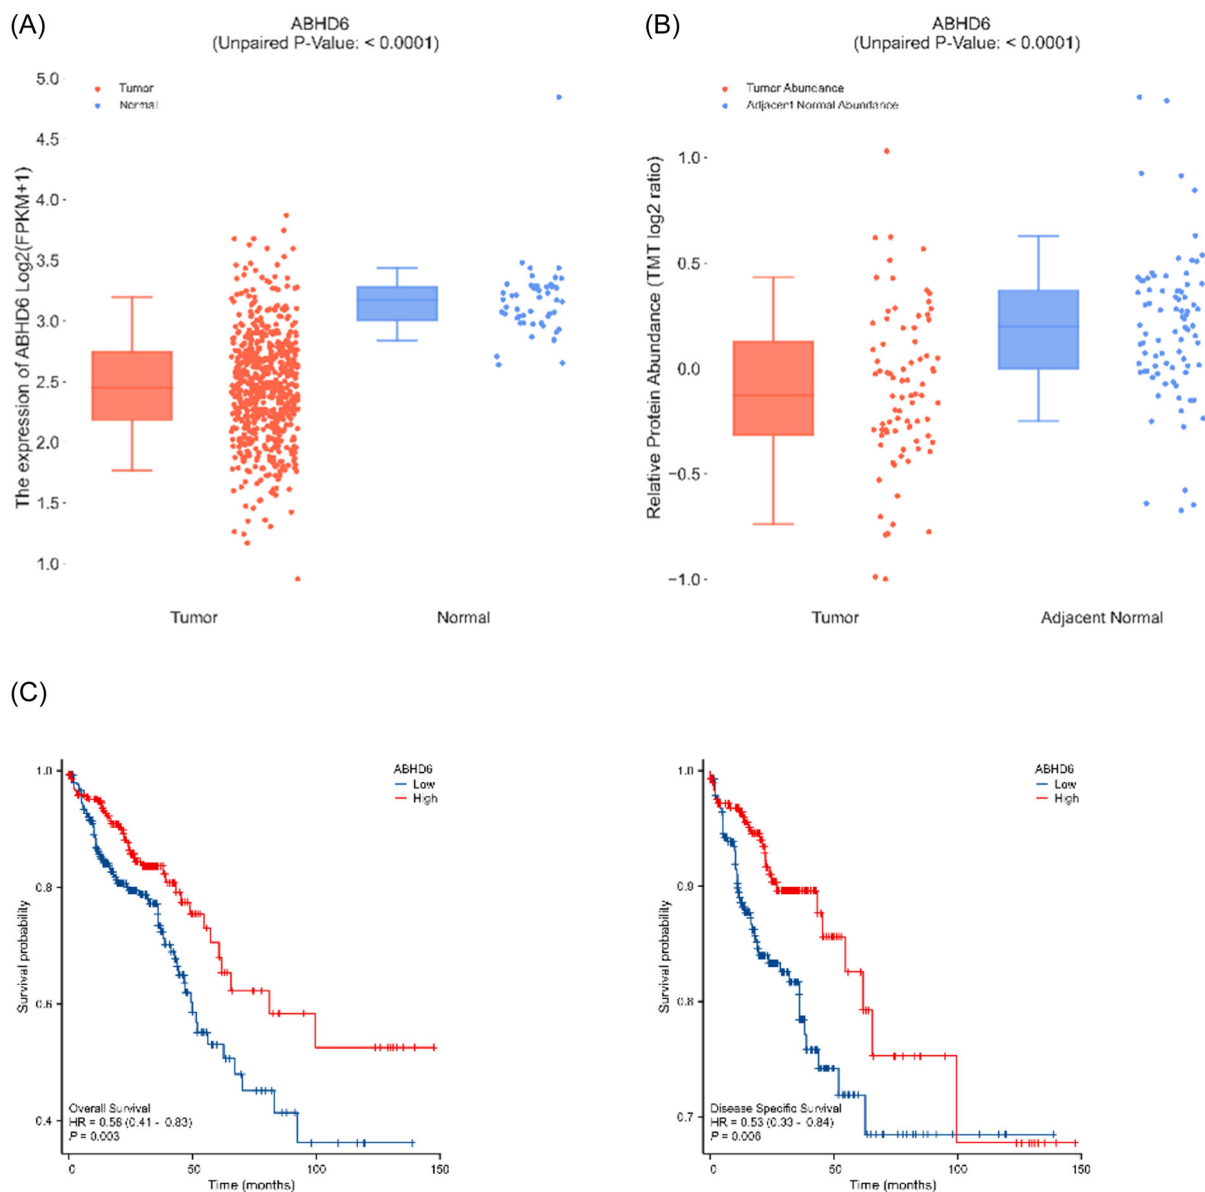 (A)
ABHD6
(Unpaired P-Value: < 0.0001)
Tumor
Normal
The expression of ABHD6 Log2(FPKM+1)
5.0
4.5
4.0
3.5
3.0
2.5
2.0
1.5
1.0
Tumor
Normal
(B)
ABHD6
(Unpaired P-Value: < 0.0001)
Tumor Abundance
Adjacent Normal Abundance
Relative Protein Abundance (TMT log2 ratio)
1.0
0.5
0.0
−0.5
−1.0
Tumor
Adjacent Normal
(C)
ABHD6
Low
High
Survival probability
1.0
0.8
0.6
0.4
Overall Survival
HR = 0.58 (0.41 - 0.83)
P = 0.003
0
50
100
150
Time (months)
ABHD6
Low
High
Survival probability
1.0
0.9
0.8
0.7
Disease Specific Survival
HR = 0.53 (0.33 - 0.84)
P = 0.006
0
50
100
150
Time (months)